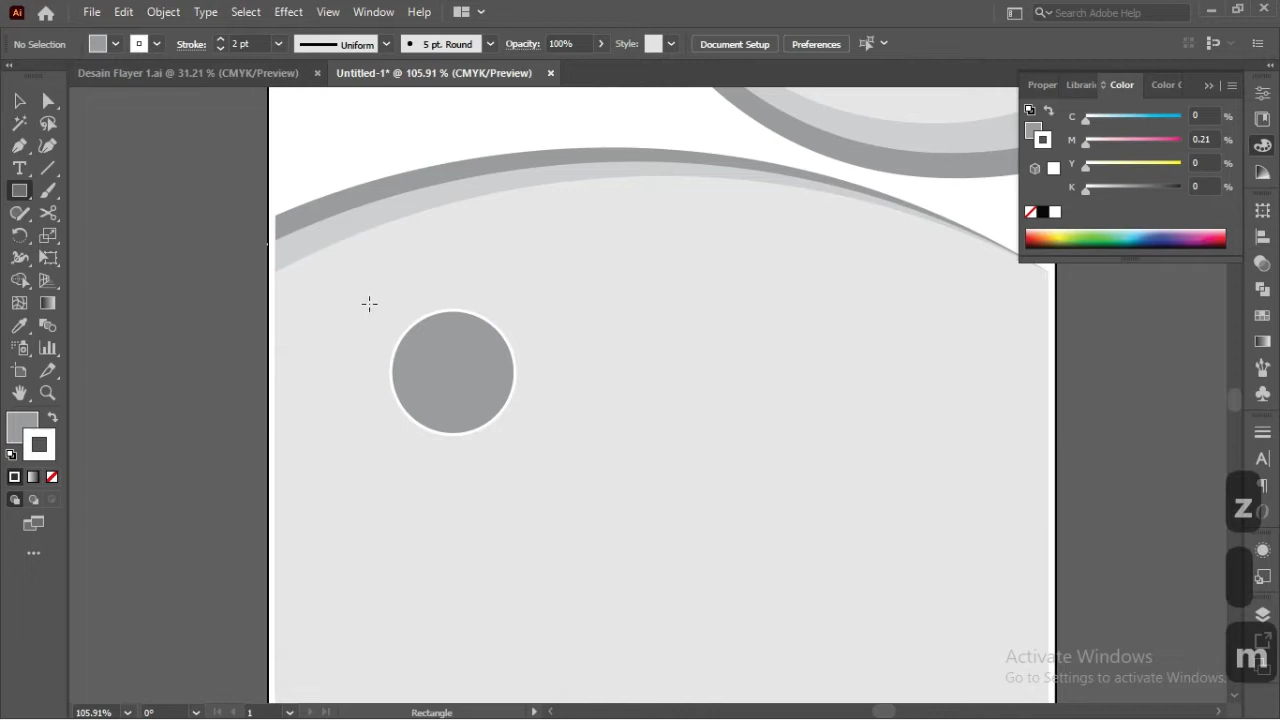 Ai File Edit Object Type Select Effect View Window Help Search Adobe Help
No Selection Stroke: 2 pt Uniform 5 pt. Round Opacity: 100% Style: Document Setup Preferences
Desain Flayer 1.ai @ 31.21 % (CMYK/Preview) × Untitled-1* @ 105.91 % (CMYK/Preview) ×
Proper Librari Color Color C
C 0 %
M 0.21 %
Y 0 %
K 0 %
z
m
Activate Windows
Go to Settings to activate Windows.
105.91% 0° 1 Rectangle